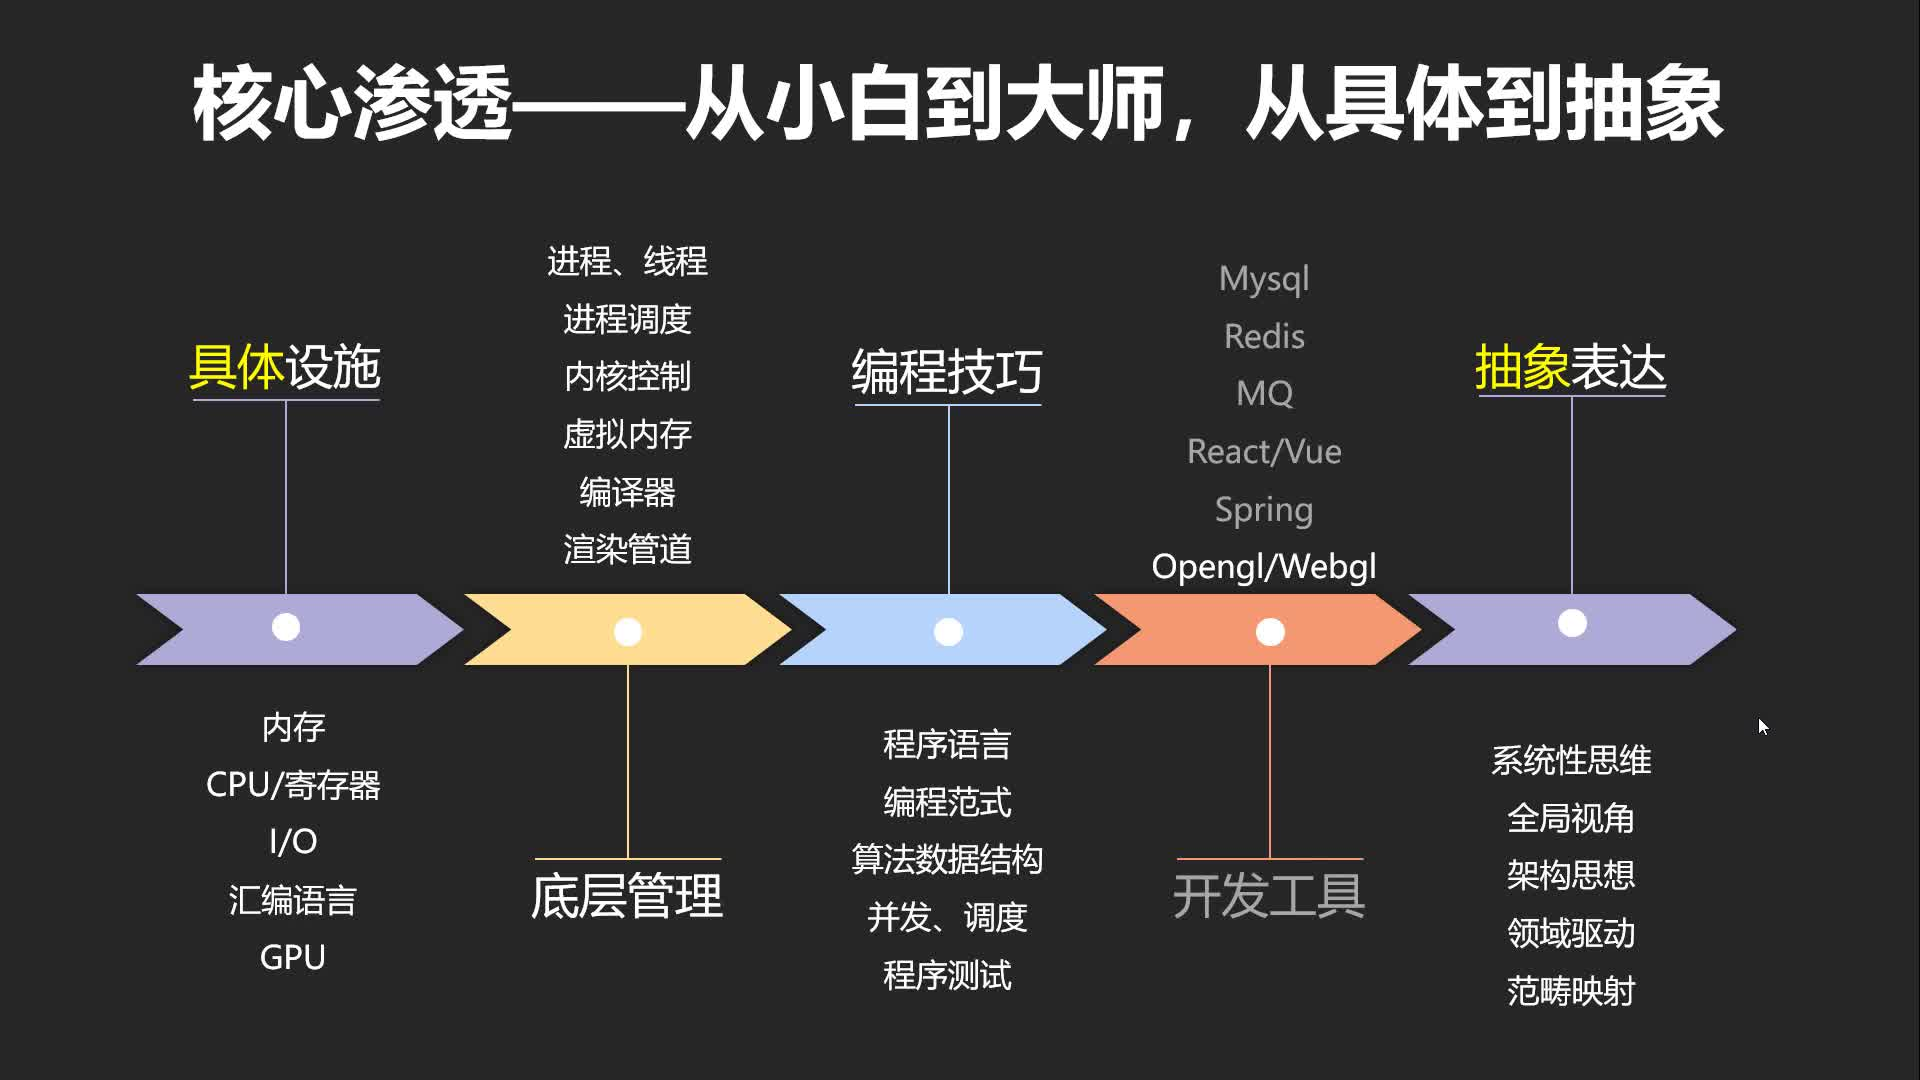 核心渗透——从小白到大师，从具体到抽象
具体设施
内存
CPU/寄存器
I/O
汇编语言
GPU
进程、线程
进程调度
内核控制
虚拟内存
编译器
渲染管道
底层管理
编程技巧
程序语言
编程范式
算法数据结构
并发、调度
程序测试
Mysql
Redis
MQ
React/Vue
Spring
Opengl/Webgl
开发工具
抽象表达
系统性思维
全局视角
架构思想
领域驱动
范畴映射